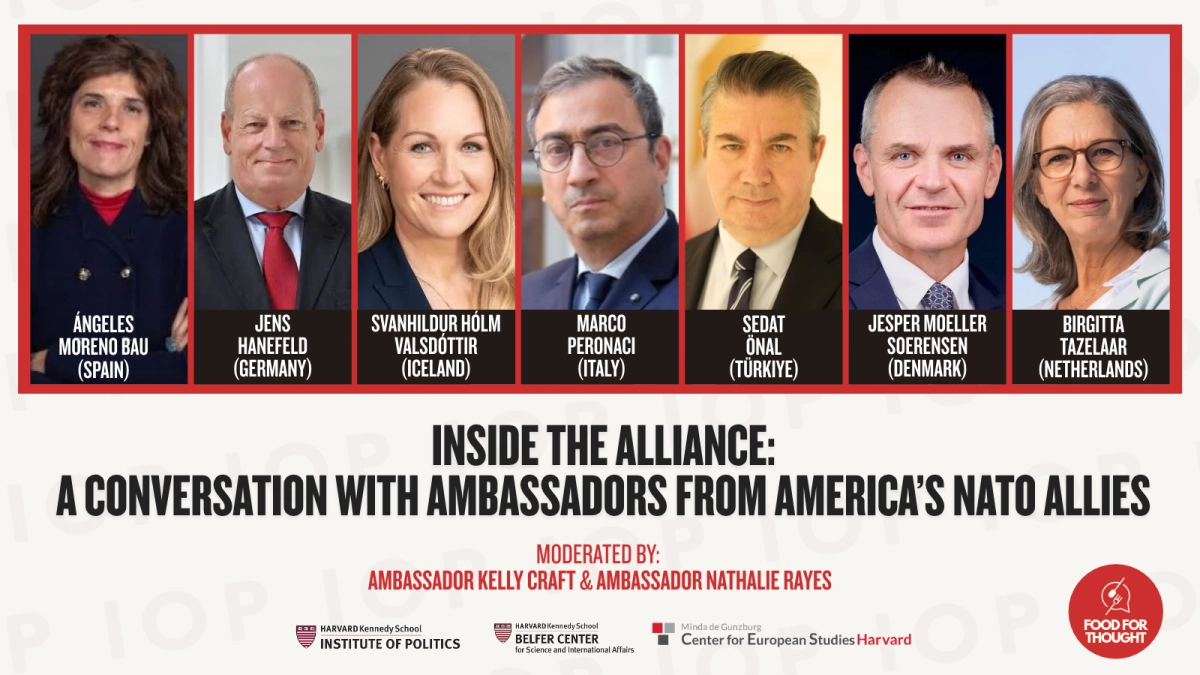 ÁNGELES
MORENO BAU
(SPAIN)
JENS
HANEFELD
(GERMANY)
SVANHILDUR HÓLM
VALSDÓTTIR
(ICELAND)
MARCO
PERONACI
(ITALY)
SEDAT
ÖNAL
(TÜRKIYE)
JESPER MOELLER
SOERENSEN
(DENMARK)
BIRGITTA
TAZELAAR
(NETHERLANDS)
INSIDE THE ALLIANCE:
A CONVERSATION WITH AMBASSADORS FROM AMERICA'S NATO ALLIES
MODERATED BY:
AMBASSADOR KELLY CRAFT & AMBASSADOR NATHALIE RAYES
HARVARD Kennedy School
INSTITUTE OF POLITICS
HARVARD Kennedy School
BELFER CENTER
for Science and International Affairs
Minda de Gunzburg
Center for European Studies Harvard
FOOD FOR
THOUGHT
IOP IOP IOP